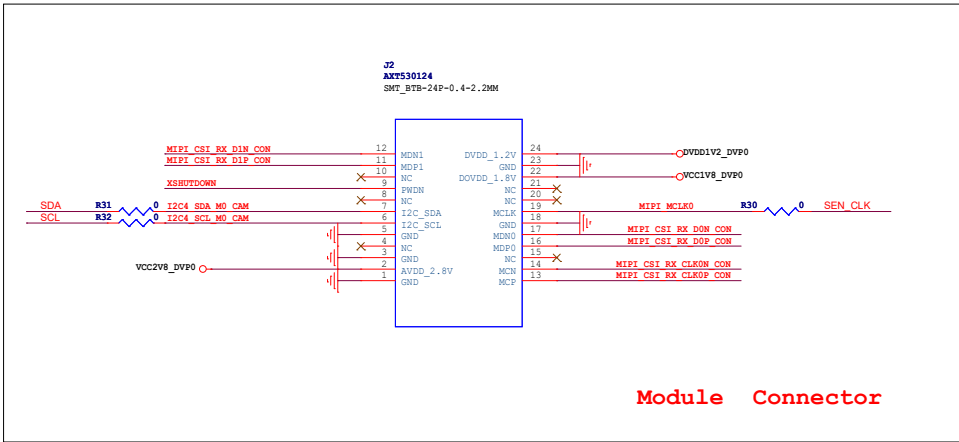 J2
AXT530124
SMT_BTB-24P-0.4-2.2MM
MIPI_CSI_RX_D1N_CON 12 MDN1 DVDD_1.2V 24 DVDD1V2_DVP0
MIPI_CSI_RX_D1P_CON 11 MDP1 GND 23
10 NC DOVDD_1.8V 22 VCC1V8_DVP0
XSHUTDOWN 9 PWDN NC 21
8 NC NC 20
SDA R31 0 I2C4_SDA_M0_CAM 7 I2C_SDA MCLK 19 MIPI_MCLK0 R30 0 SEN_CLK
SCL R32 0 I2C4_SCL_M0_CAM 6 I2C_SCL GND 18
5 GND MDN0 17 MIPI_CSI_RX_D0N_CON
4 NC MDP0 16 MIPI_CSI_RX_D0P_CON
3 GND NC 15
VCC2V8_DVP0 2 AVDD_2.8V MCN 14 MIPI_CSI_RX_CLK0N_CON
1 GND MCP 13 MIPI_CSI_RX_CLK0P_CON
Module Connector